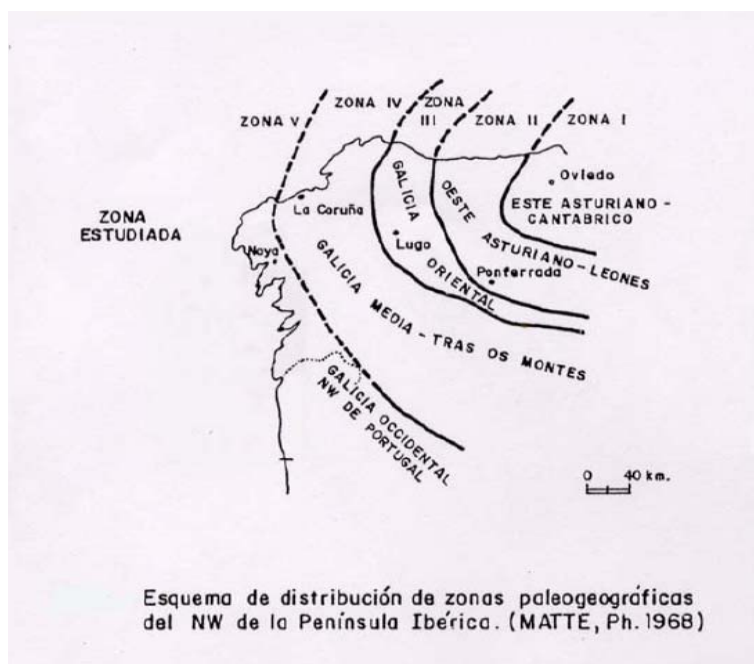 ZONA IV
ZONA
III
ZONA V
ZONA II
ZONA I
Oviedo
ESTE ASTURIANO-
CANTABRICO
ZONA
ESTUDIADA
La Coruña
GALICIA
ORIENTAL
OESTE ASTURIANO-LEONES
Lugo
Noya
Ponferrada
GALICIA MEDIA-TRAS OS MONTES
GALICIA OCCIDENTAL
NW DE PORTUGAL
0 40 km.
Esquema de distribución de zonas paleogeográficas
del NW de la Península Ibérica. (MATTE, Ph. 1968)